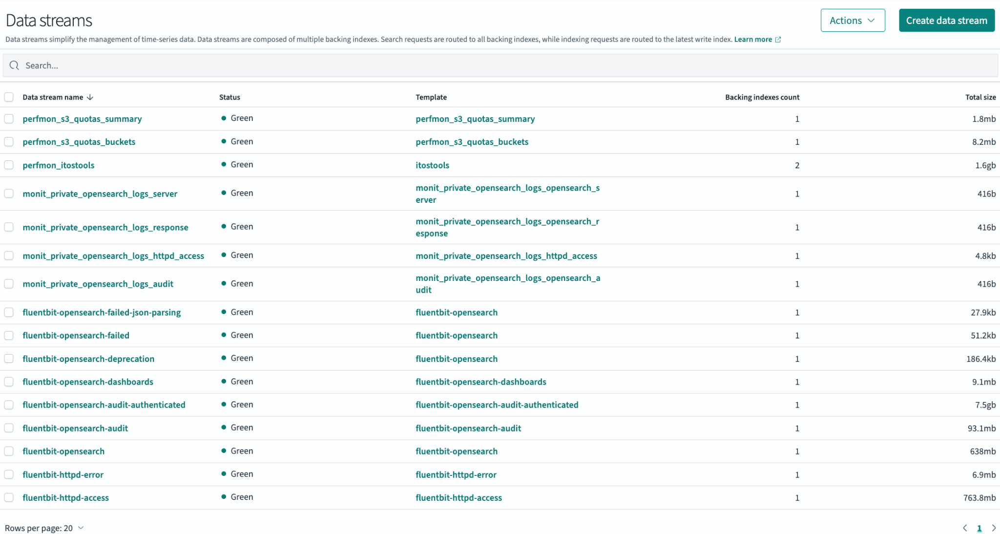 Data streams
Actions
Create data stream
Data streams simplify the management of time-series data. Data streams are composed of multiple backing indexes. Search requests are routed to all backing indexes, while indexing requests are routed to the latest write index. Learn more
Search...
Data stream name Status Template Backing indexes count Total size
perfmon_s3_quotas_summary Green perfmon_s3_quotas_summary 1 1.8mb
perfmon_s3_quotas_buckets Green perfmon_s3_quotas_buckets 1 8.2mb
perfmon_itostools Green itostools 2 1.6gb
monit_private_opensearch_logs_server Green monit_private_opensearch_logs_opensearch_s
erver 1 416b
monit_private_opensearch_logs_response Green monit_private_opensearch_logs_opensearch_r
esponse 1 416b
monit_private_opensearch_logs_httpd_access Green monit_private_opensearch_logs_httpd_access 1 4.8kb
monit_private_opensearch_logs_audit Green monit_private_opensearch_logs_opensearch_a
udit 1 416b
fluentbit-opensearch-failed-json-parsing Green fluentbit-opensearch 1 27.9kb
fluentbit-opensearch-failed Green fluentbit-opensearch 1 51.2kb
fluentbit-opensearch-deprecation Green fluentbit-opensearch 1 186.4kb
fluentbit-opensearch-dashboards Green fluentbit-opensearch-dashboards 1 9.1mb
fluentbit-opensearch-audit-authenticated Green fluentbit-opensearch-audit-authenticated 1 7.5gb
fluentbit-opensearch-audit Green fluentbit-opensearch-audit 1 93.1mb
fluentbit-opensearch Green fluentbit-opensearch 1 638mb
fluentbit-httpd-error Green fluentbit-httpd-error 1 6.9mb
fluentbit-httpd-access Green fluentbit-httpd-access 1 763.8mb
Rows per page: 20 1